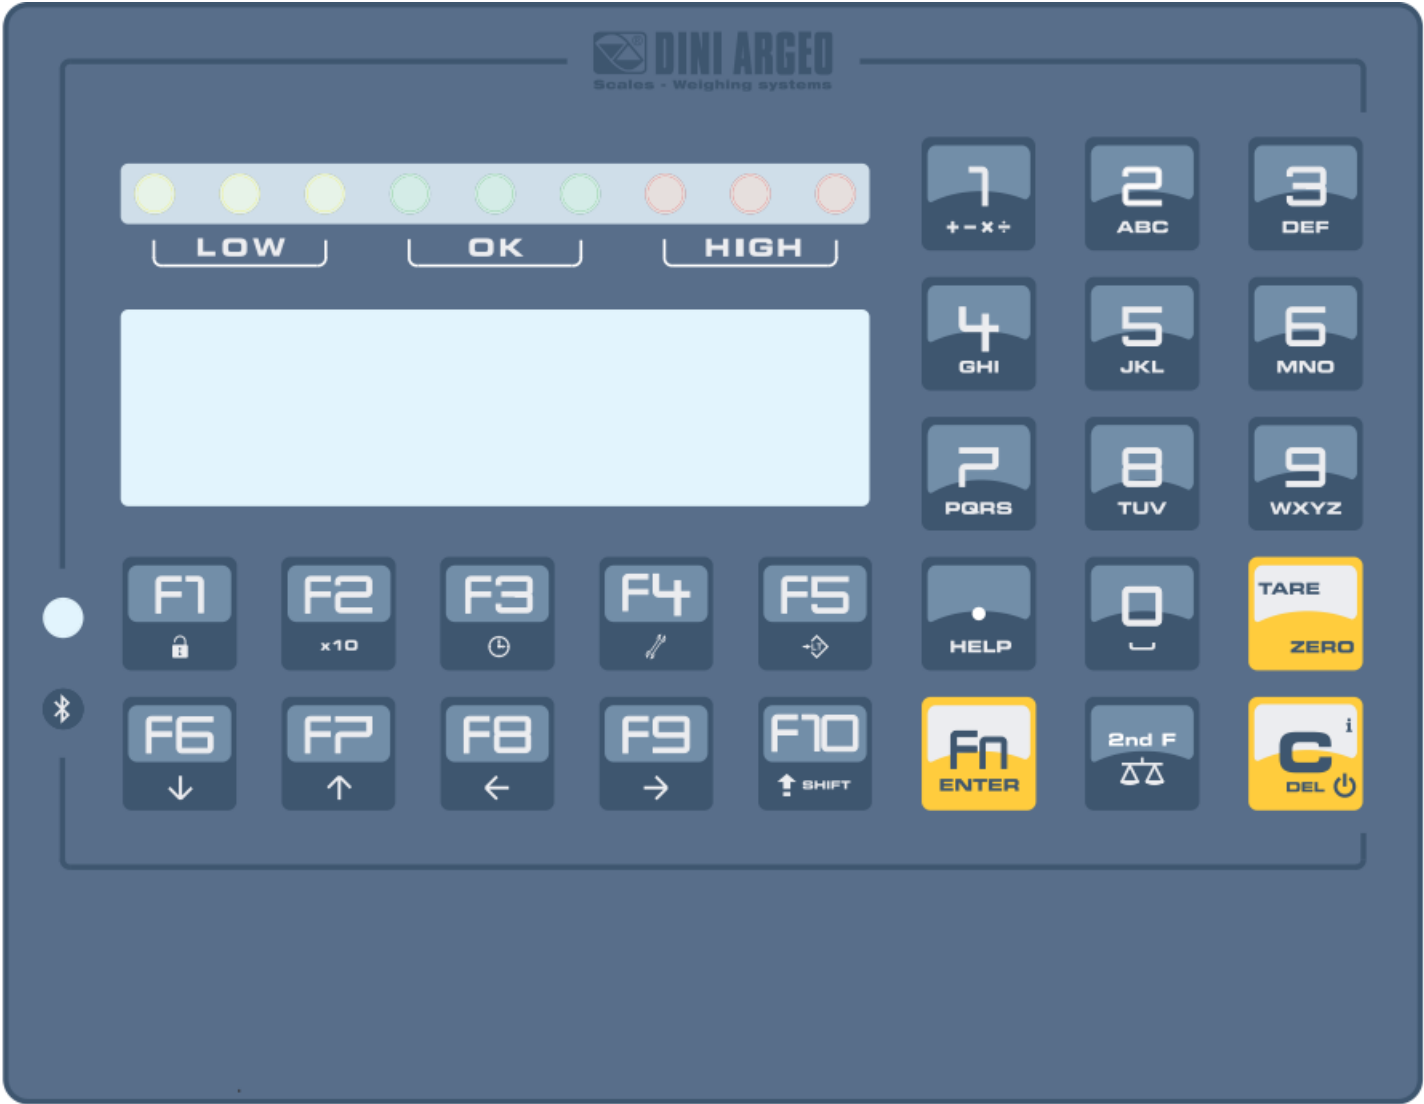 DINI ARGEO
Scales - Weighing systems
LOW OK HIGH
1 2 3
+-×÷ ABC DEF
4 5 6
GHI JKL MNO
7 8 9
PQRS TUV WXYZ
F1 F2 F3 F4 F5 . 0 TARE
x10 LT HELP ZERO
F6 F7 F8 F9 F10 Fn 2nd F C i
↓ ↑ ← → SHIFT ENTER DEL